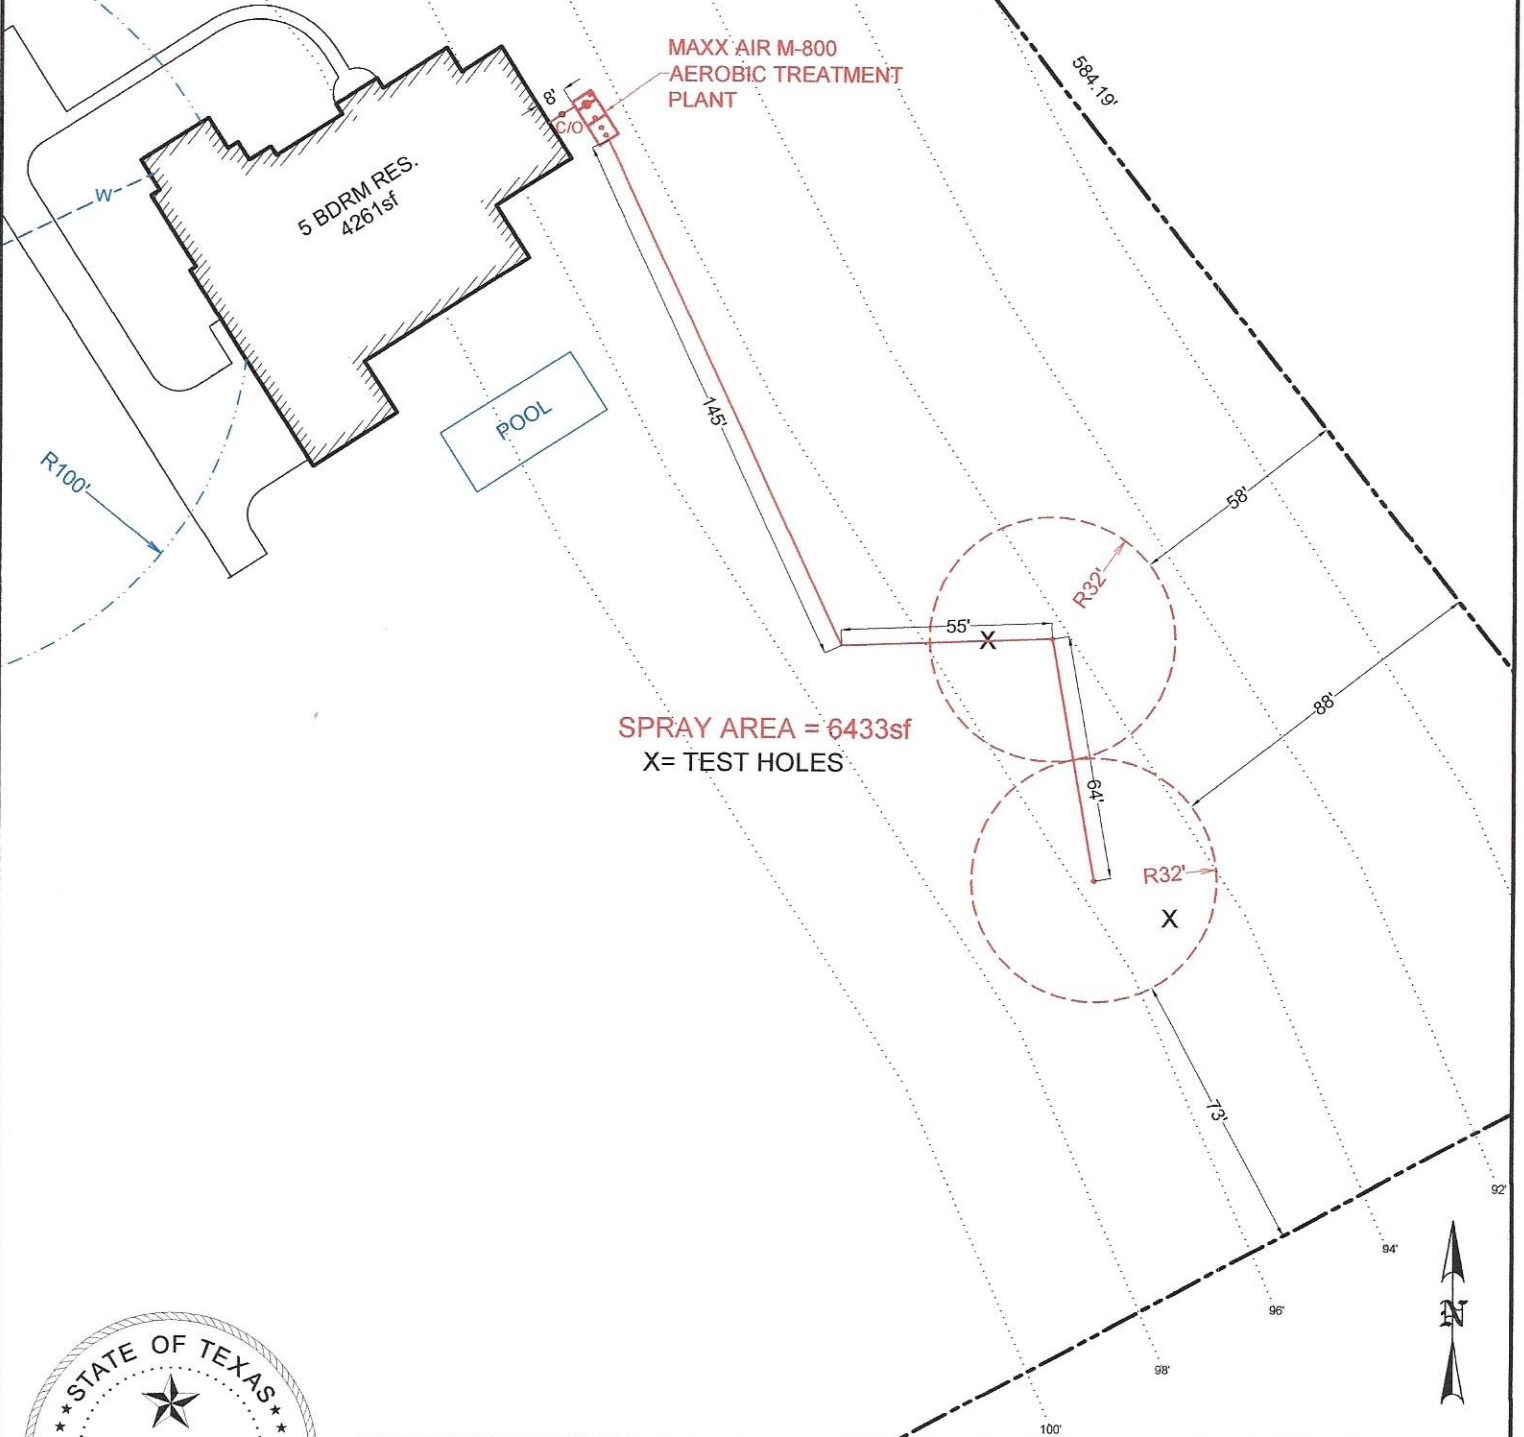 MAXX AIR M-800
AEROBIC TREATMENT
PLANT
584.19'
8'
C/O
W
5 BDRM RES.
4261sf
145'
POOL
R100'
58'
R32'
55'
X
88'
SPRAY AREA = 6433sf
X= TEST HOLES
64'
R32'
X
73'
92'
94'
96'
98'
100'
N
STATE OF TEXAS